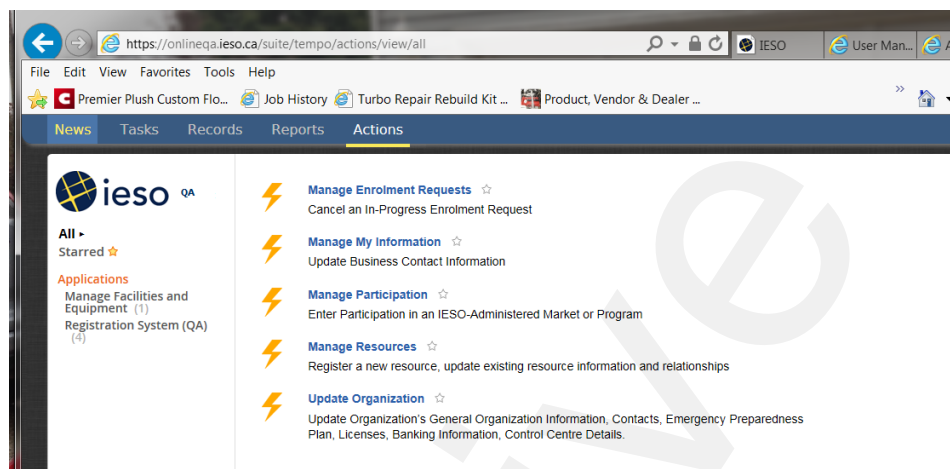 https://onlineqa.ieso.ca/suite/tempo/actions/view/all
IESO
User Man...
File Edit View Favorites Tools Help
Premier Plush Custom Flo... Job History Turbo Repair Rebuild Kit ... Product, Vendor & Dealer ... »
News Tasks Records Reports Actions
ieso QA
All
Starred
Applications
Manage Facilities and
Equipment (1)
Registration System (QA)
(4)
Manage Enrolment Requests
Cancel an In-Progress Enrolment Request
Manage My Information
Update Business Contact Information
Manage Participation
Enter Participation in an IESO-Administered Market or Program
Manage Resources
Register a new resource, update existing resource information and relationships
Update Organization
Update Organization's General Organization Information, Contacts, Emergency Preparedness
Plan, Licenses, Banking Information, Control Centre Details.